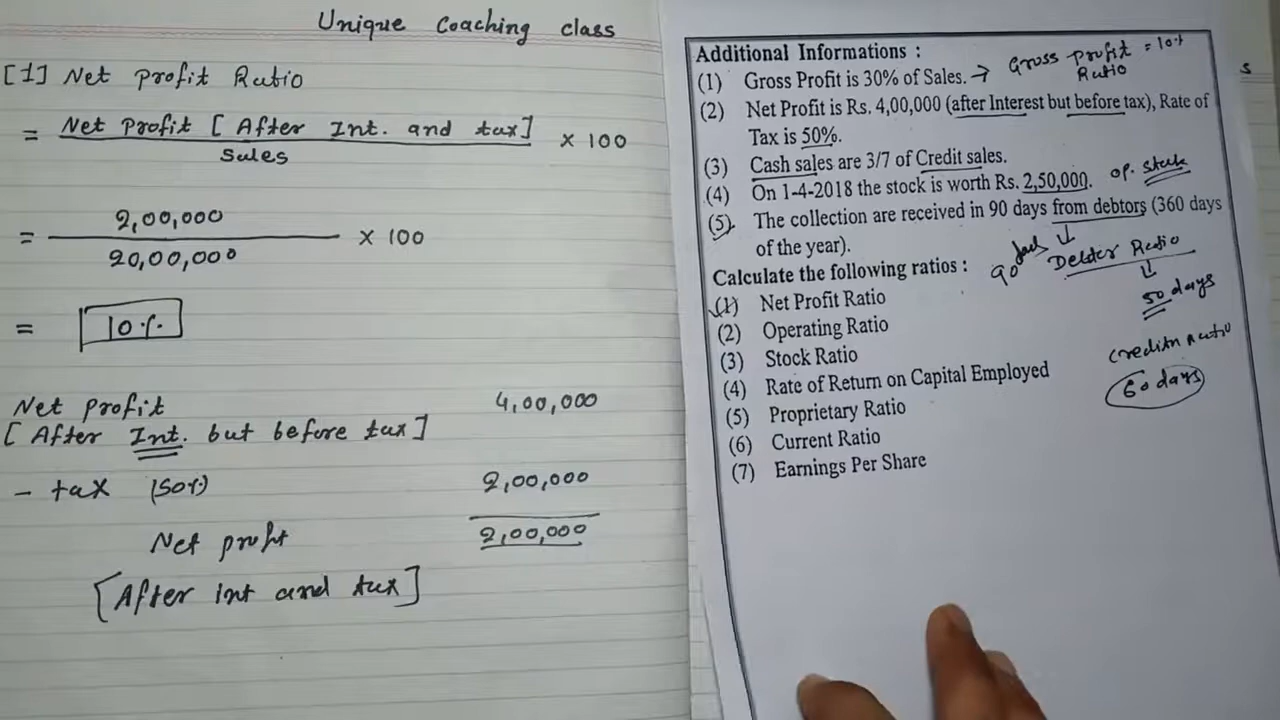 Unique Coaching class
[1] Net profit Ratio
= Net Profit [ After Int. and tax] × 100
Sales
= 2,00,000 × 100
20,00,000
= 10%
Net profit 4,00,000
[ After Int. but before tax]
- tax (50%) 2,00,000
Net profit 2,00,000
[After int and tax]
Additional Informations :
(1) Gross Profit is 30% of Sales. → Gross profit Ratio = 10%
(2) Net Profit is Rs. 4,00,000 (after Interest but before tax), Rate of
Tax is 50%.
(3) Cash sales are 3/7 of Credit sales.
(4) On 1-4-2018 the stock is worth Rs. 2,50,000. op. stock
(5) The collection are received in 90 days from debtors (360 days
of the year).
90 days Debtor Ratio
50 days
Calculate the following ratios :
(1) Net Profit Ratio
(2) Operating Ratio
(3) Stock Ratio
(4) Rate of Return on Capital Employed
(5) Proprietary Ratio
(6) Current Ratio
(7) Earnings Per Share
60 days
s